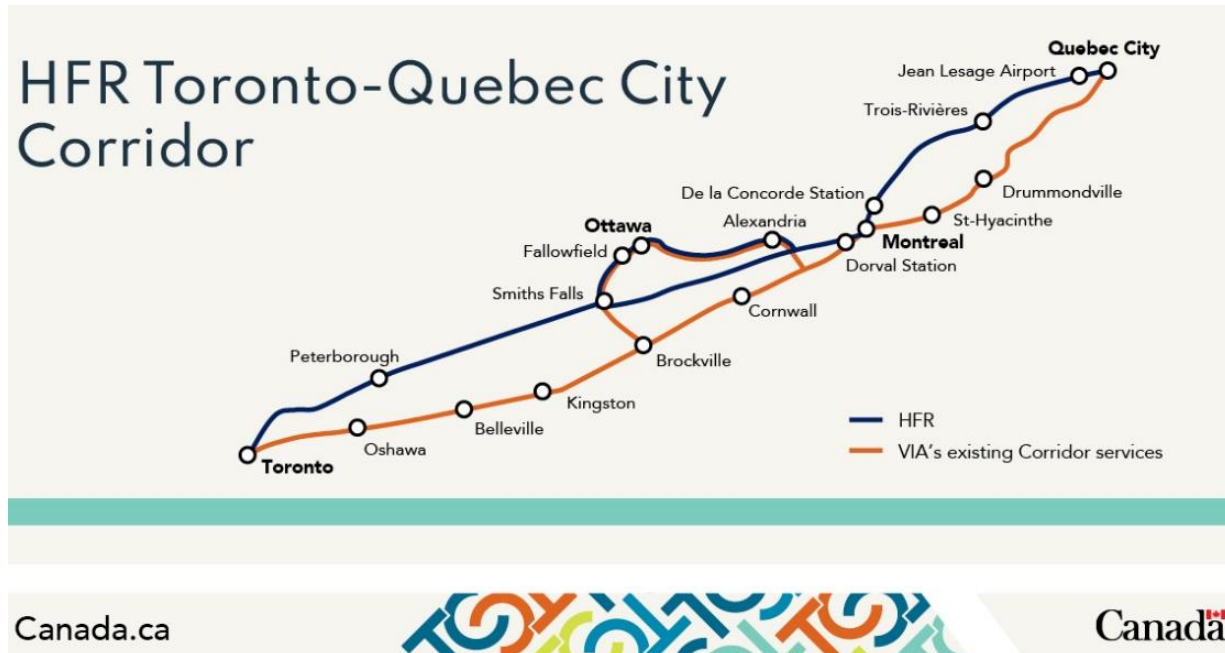 HFR Toronto-Quebec City
Corridor
Quebec City
Jean Lesage Airport
Trois-Rivières
De la Concorde Station
Drummondville
Alexandria
St-Hyacinthe
Ottawa
Montreal
Fallowfield
Dorval Station
Smiths Falls
Cornwall
Peterborough
Brockville
Kingston
Belleville
Oshawa
Toronto
HFR
VIA's existing Corridor services
Canada.ca
Canada